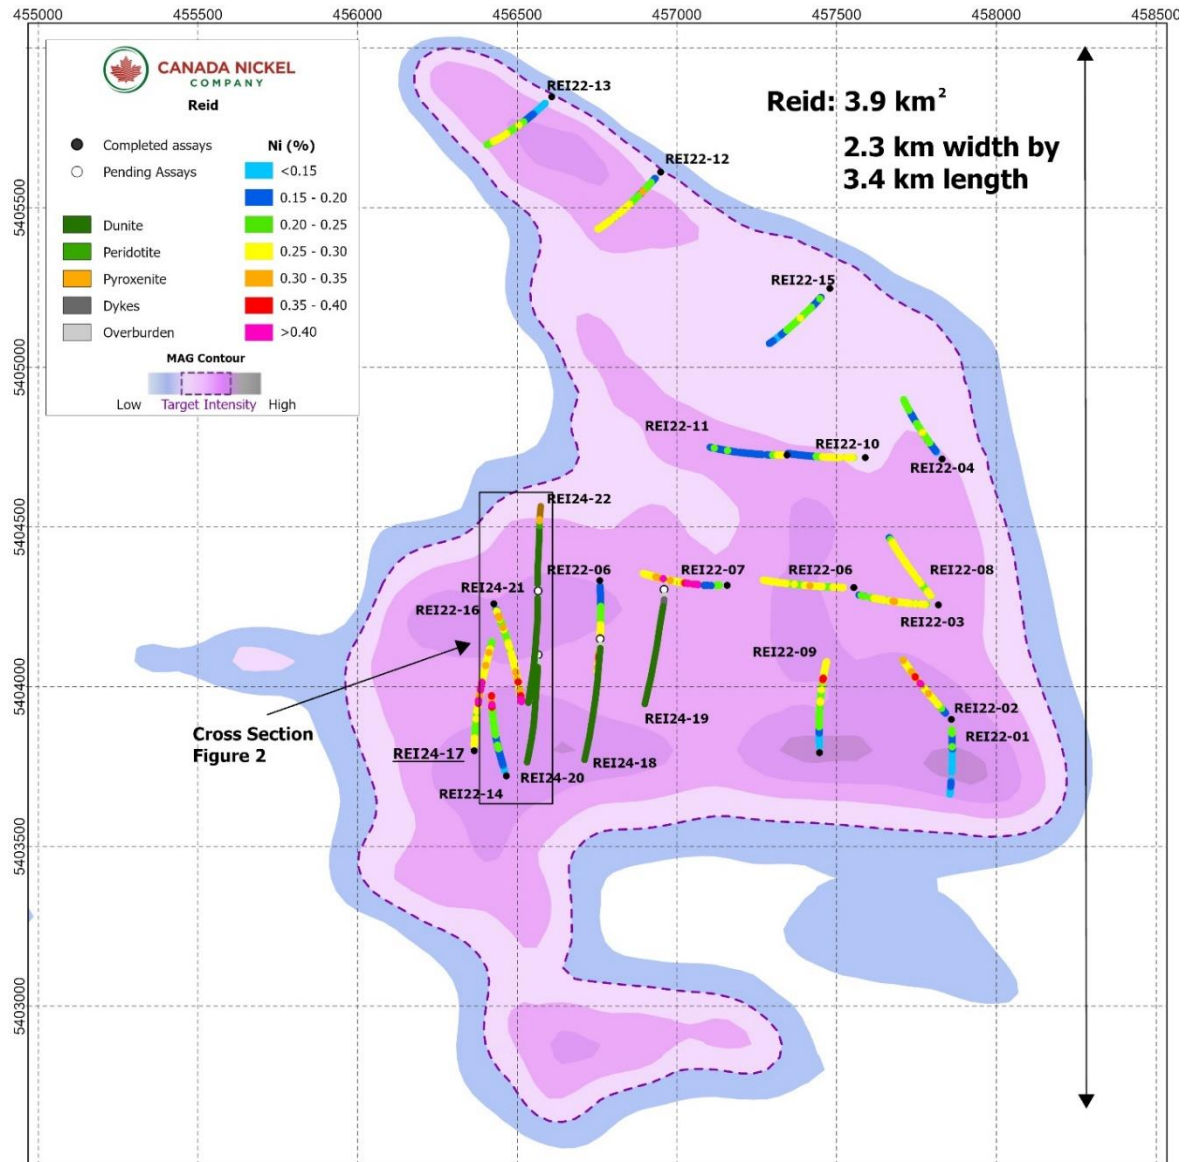 455000 455500 456000 456500 457000 457500 458000 458500
CANADA NICKEL
COMPANY
Reid
Completed assays
Pending Assays
Ni (%)
<0.15
0.15 - 0.20
0.20 - 0.25
0.25 - 0.30
0.30 - 0.35
0.35 - 0.40
>0.40
Dunite
Peridotite
Pyroxenite
Dykes
Overburden
MAG Contour
Low Target Intensity High
Reid: 3.9 km²
2.3 km width by
3.4 km length
REI22-13
REI22-12
REI22-15
REI22-11
REI22-10
REI22-04
REI24-22
REI24-21
REI22-06
REI22-07
REI22-06
REI22-08
REI22-16
REI22-03
REI22-09
REI24-19
REI22-02
REI22-01
Cross Section
Figure 2
REI24-17
REI24-18
REI24-20
REI22-14
5405500
5405000
5404500
5404000
5403500
5403000